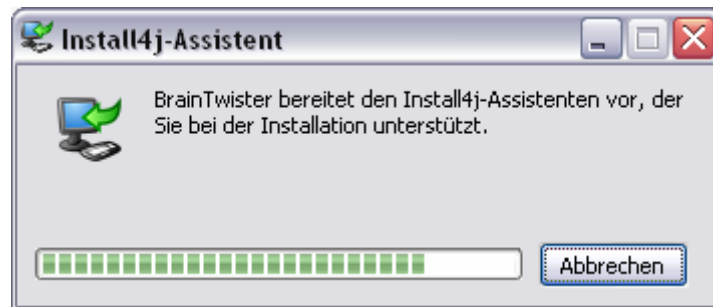 Install4j-Assistent
BrainTwister bereitet den Install4j-Assistenten vor, der
Sie bei der Installation unterstützt.
Abbrechen